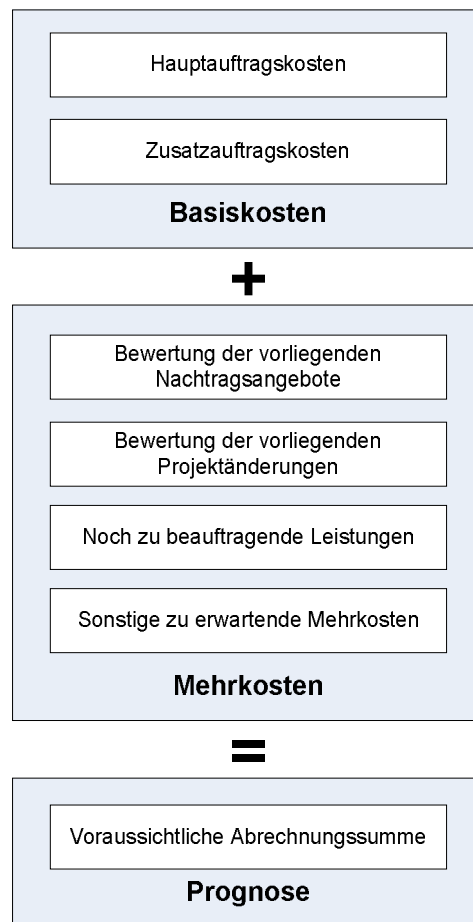 Hauptauftragskosten
Zusatzauftragskosten
Basiskosten
+
Bewertung der vorliegenden
Nachtragsangebote
Bewertung der vorliegenden
Projektänderungen
Noch zu beauftragende Leistungen
Sonstige zu erwartende Mehrkosten
Mehrkosten
=
Voraussichtliche Abrechnungssumme
Prognose